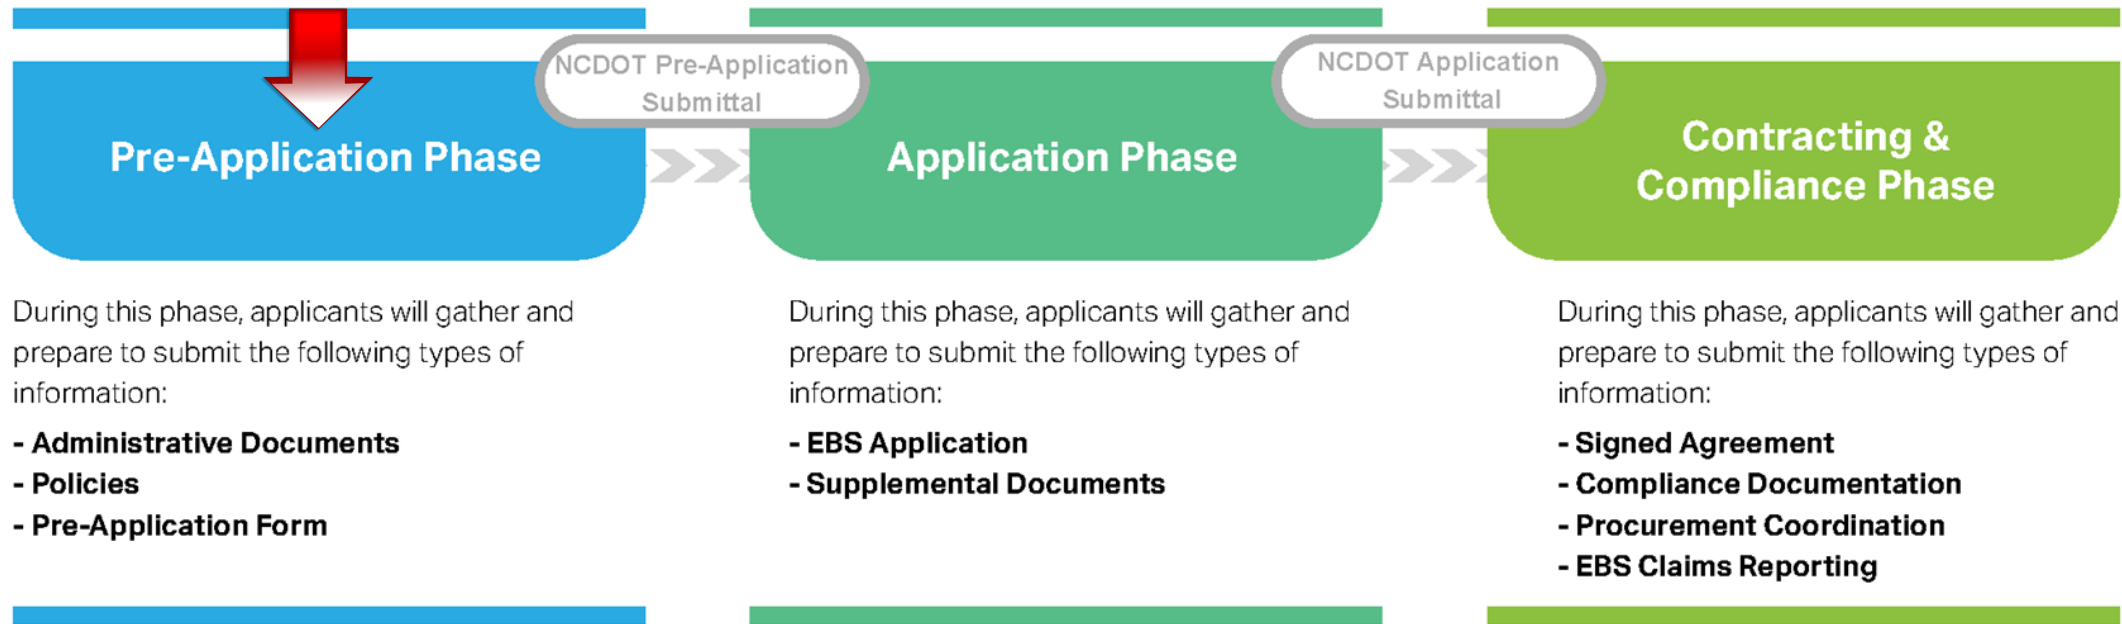 NCDOT Pre-Application
Submittal
NCDOT Application
Submittal
Pre-Application Phase
Application Phase
Contracting &
Compliance Phase
During this phase, applicants will gather and
prepare to submit the following types of
information:
- Administrative Documents
- Policies
- Pre-Application Form
During this phase, applicants will gather and
prepare to submit the following types of
information:
- EBS Application
- Supplemental Documents
During this phase, applicants will gather and
prepare to submit the following types of
information:
- Signed Agreement
- Compliance Documentation
- Procurement Coordination
- EBS Claims Reporting